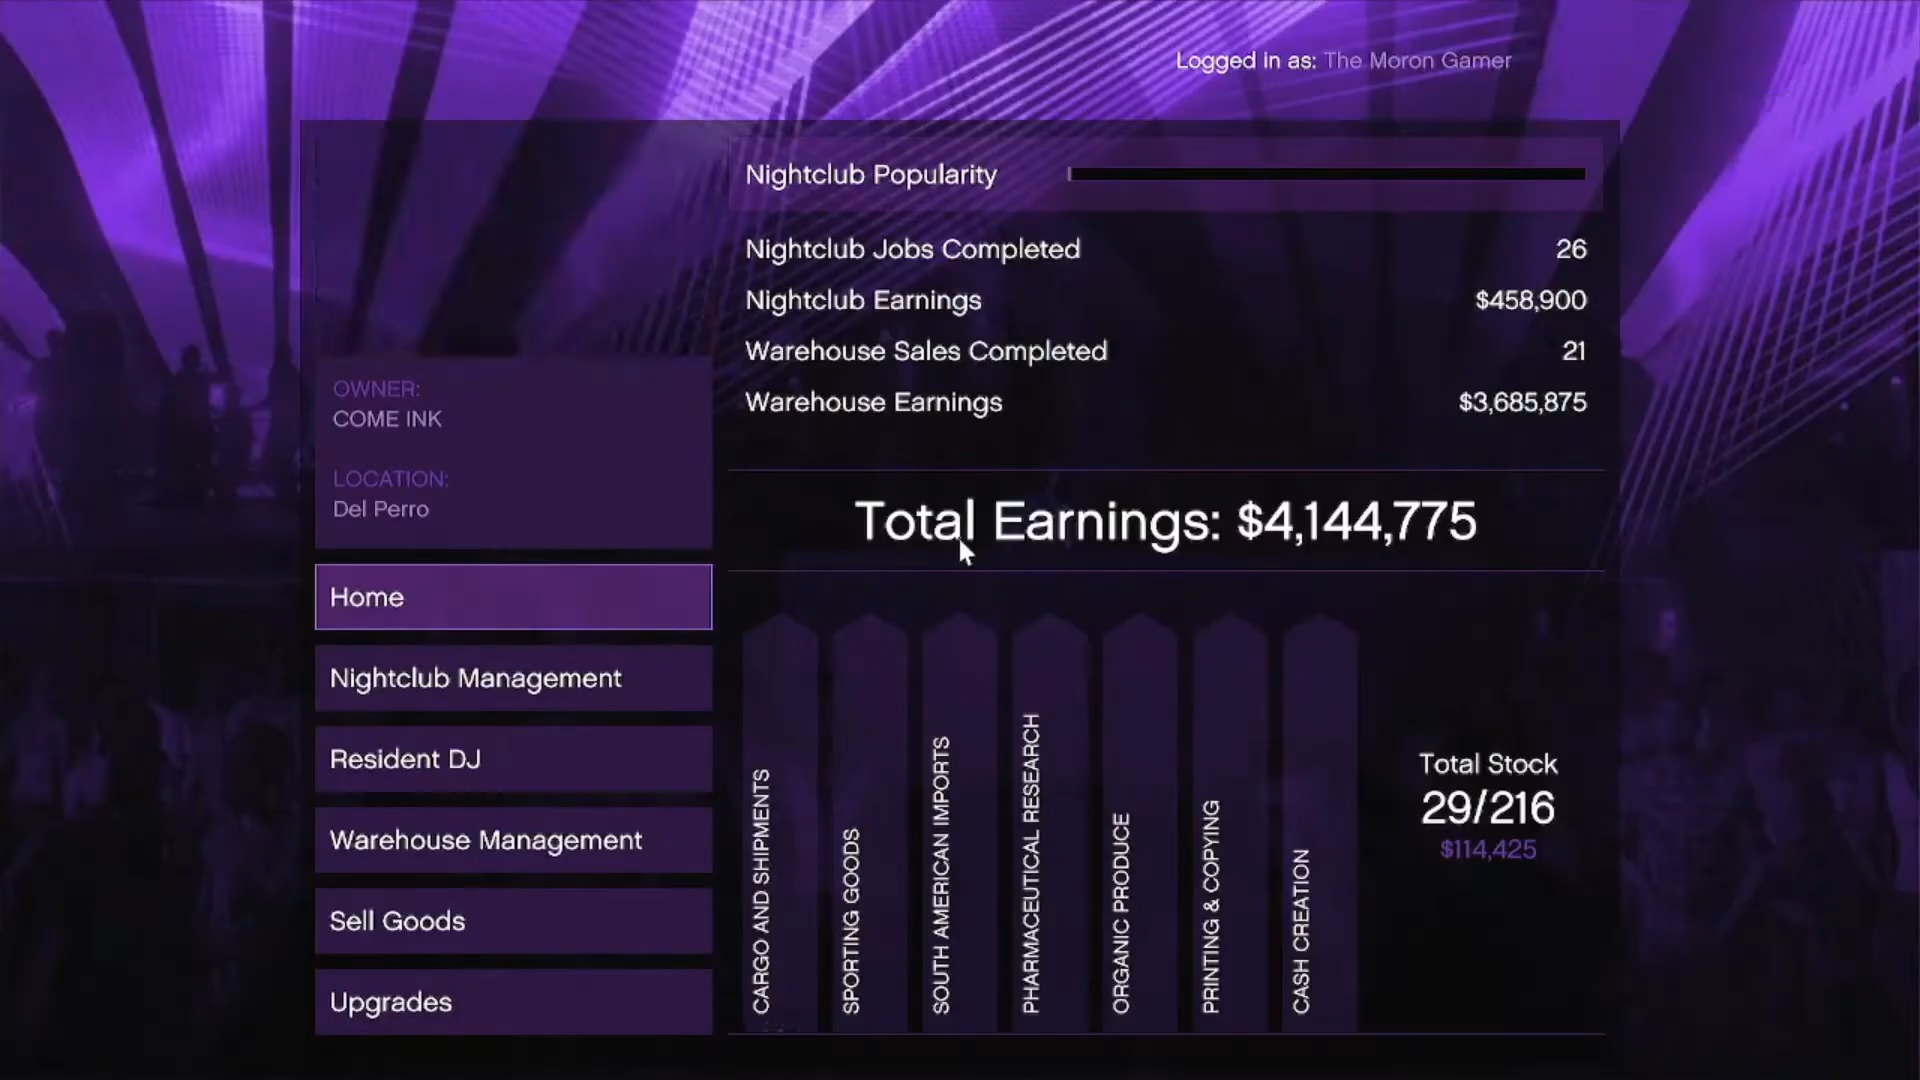 Logged in as: The Moron Gamer
Nightclub Popularity
Nightclub Jobs Completed 26
Nightclub Earnings $458,900
Warehouse Sales Completed 21
Warehouse Earnings $3,685,875
OWNER:
COME INK
LOCATION:
Del Perro
Total Earnings: $4,144,775
Home
Nightclub Management
Resident DJ
Warehouse Management
Sell Goods
Upgrades
CARGO AND SHIPMENTS
SPORTING GOODS
SOUTH AMERICAN IMPORTS
PHARMACEUTICAL RESEARCH
ORGANIC PRODUCE
PRINTING & COPYING
CASH CREATION
Total Stock
29/216
$114,425